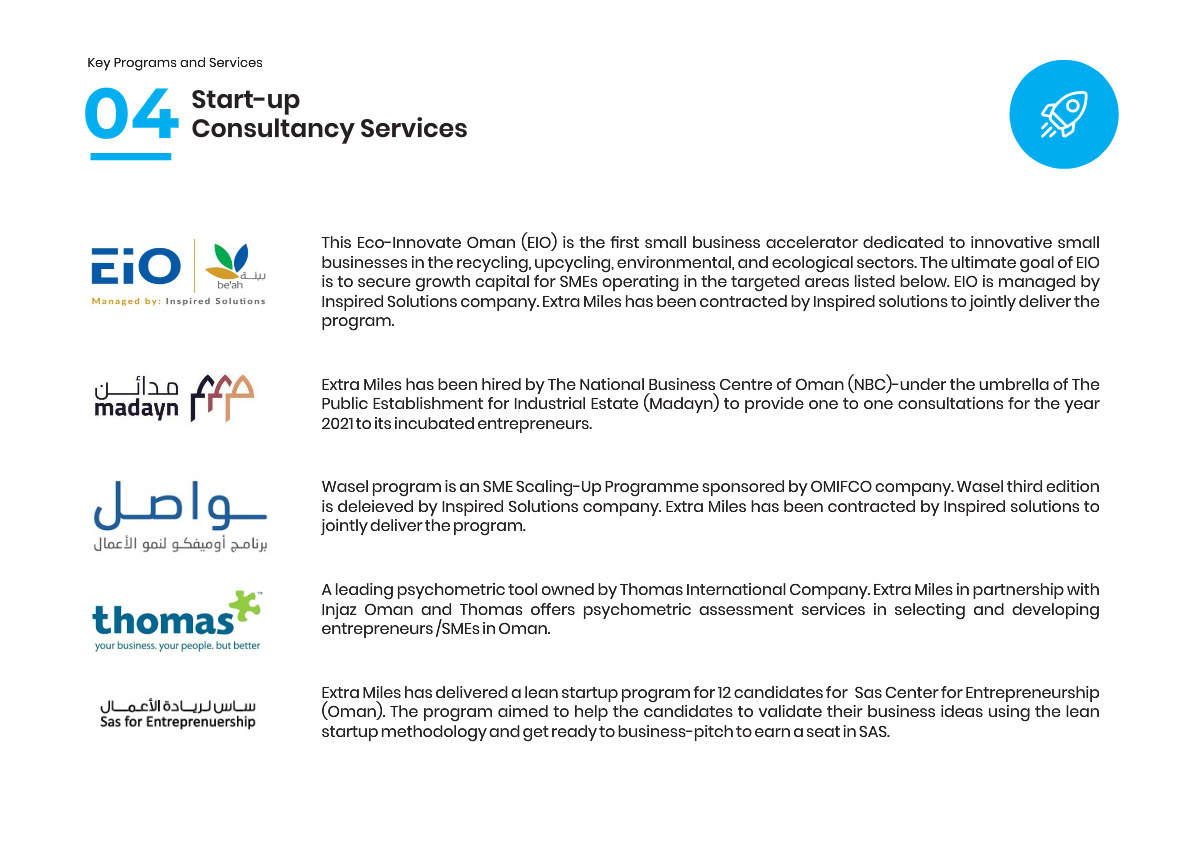 Key Programs and Services
04
Start-up
Consultancy Services
EiO
بيئة
be'ah
Managed by: Inspired Solutions
This Eco-Innovate Oman (EIO) is the first small business accelerator dedicated to innovative small
businesses in the recycling, upcycling, environmental, and ecological sectors. The ultimate goal of EIO
is to secure growth capital for SMEs operating in the targeted areas listed below. EIO is managed by
Inspired Solutions company. Extra Miles has been contracted by Inspired solutions to jointly deliver the
program.
مدائن
madayn
Extra Miles has been hired by The National Business Centre of Oman (NBC)-under the umbrella of The
Public Establishment for Industrial Estate (Madayn) to provide one to one consultations for the year
2021 to its incubated entrepreneurs.
واصل
برنامج أوميفكو لنمو الأعمال
Wasel program is an SME Scaling-Up Programme sponsored by OMIFCO company. Wasel third edition
is deleieved by Inspired Solutions company. Extra Miles has been contracted by Inspired solutions to
jointly deliver the program.
thomas™
your business. your people. but better
A leading psychometric tool owned by Thomas International Company. Extra Miles in partnership with
Injaz Oman and Thomas offers psychometric assessment services in selecting and developing
entrepreneurs /SMEs in Oman.
ساس لريادة الأعمال
Sas for Entreprenuership
Extra Miles has delivered a lean startup program for 12 candidates for Sas Center for Entrepreneurship
(Oman). The program aimed to help the candidates to validate their business ideas using the lean
startup methodology and get ready to business-pitch to earn a seat in SAS.